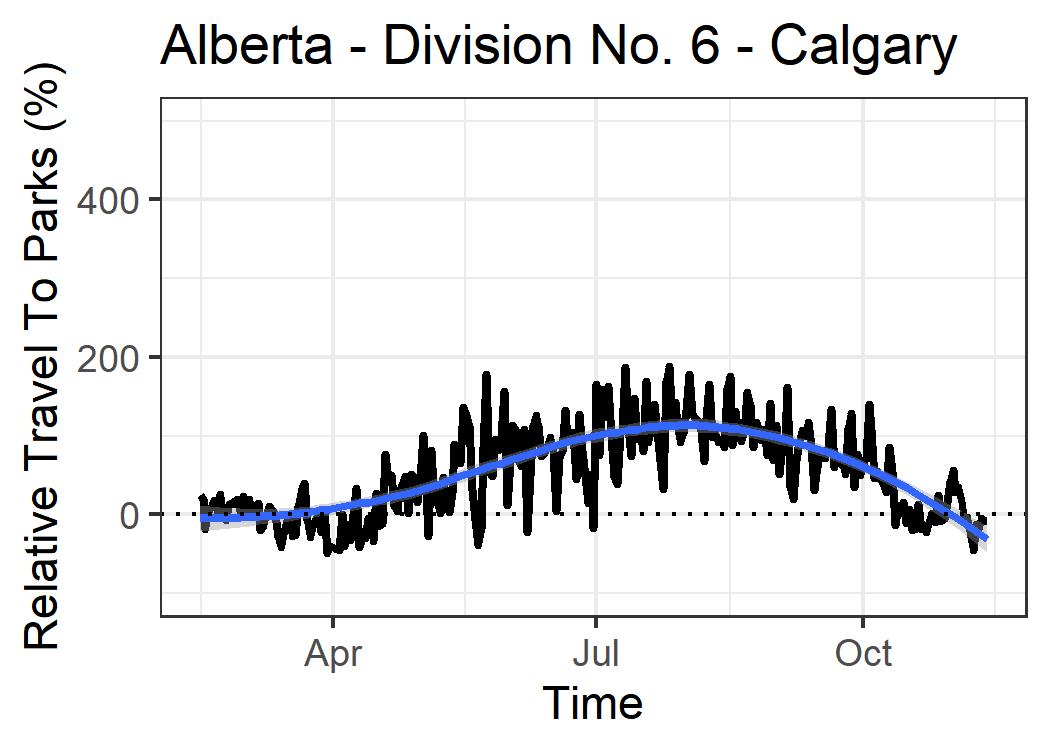 Alberta - Division No. 6 - Calgary
Relative Travel To Parks (%)
400
200
0
Apr Jul Oct
Time